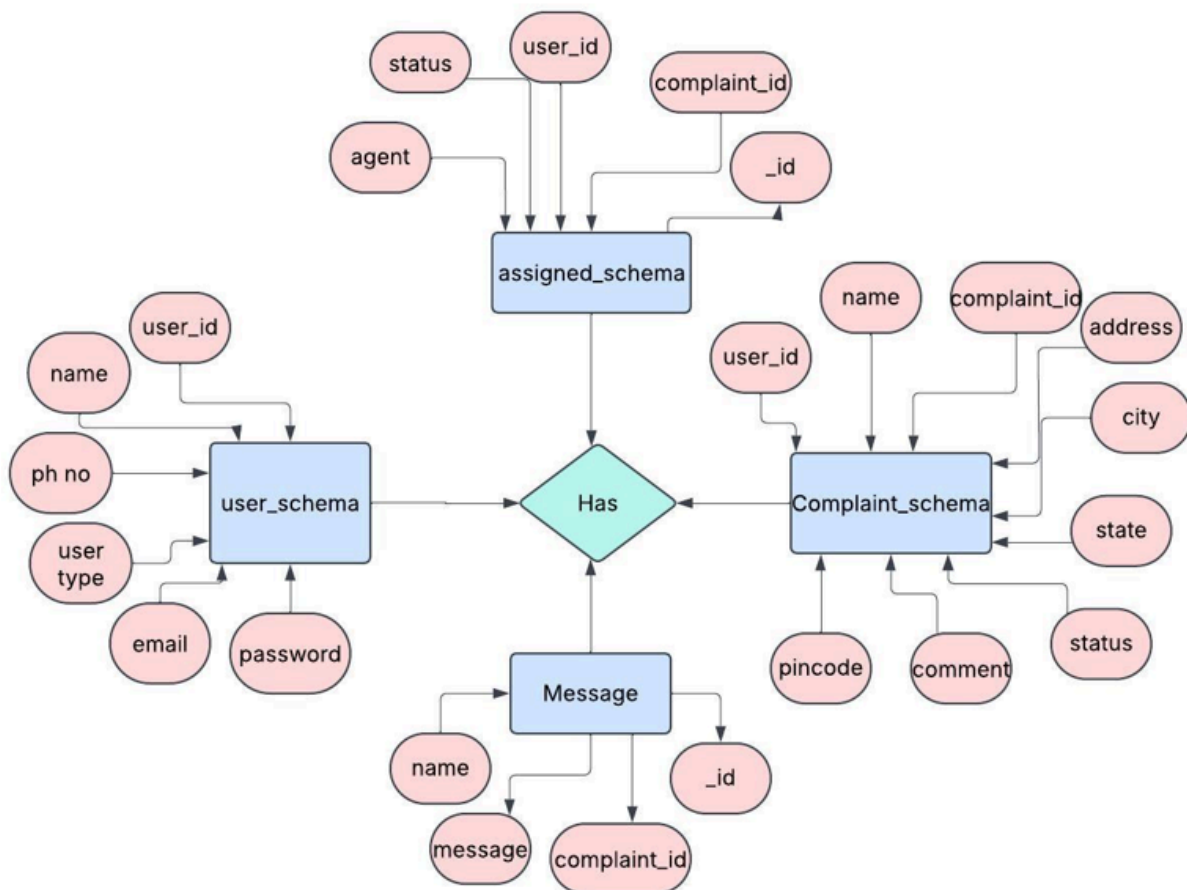 user_id
status
complaint_id
agent
_id
assigned_schema
name
complaint_id
user_id
address
user_id
name
city
ph no
user_schema
Has
Complaint_schema
state
user
type
email
password
Message
pincode
comment
status
name
_id
message
complaint_id